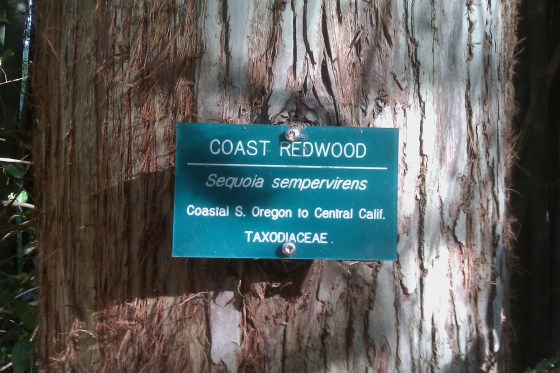 COAST REDWOOD
Sequoia sempervirens
Coastal S. Oregon to Central Calif.
TAXODIACEAE.